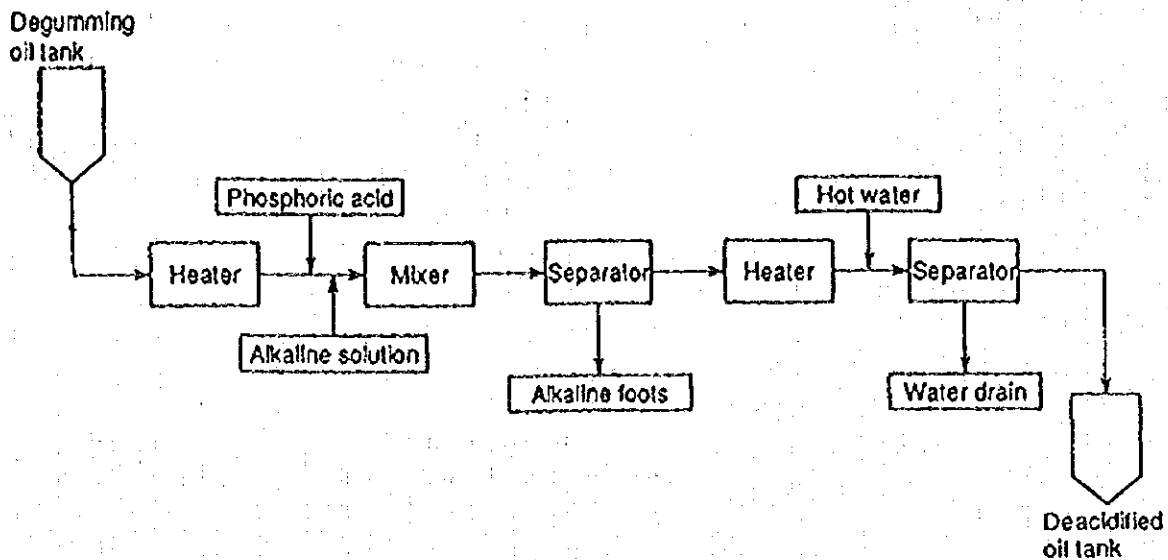 Degumming
oil tank
Phosphoric acid
Hot water
Heater
Mixer
Separator
Heater
Separator
Alkaline solution
Alkaline foots
Water drain
Deacidified
oil tank